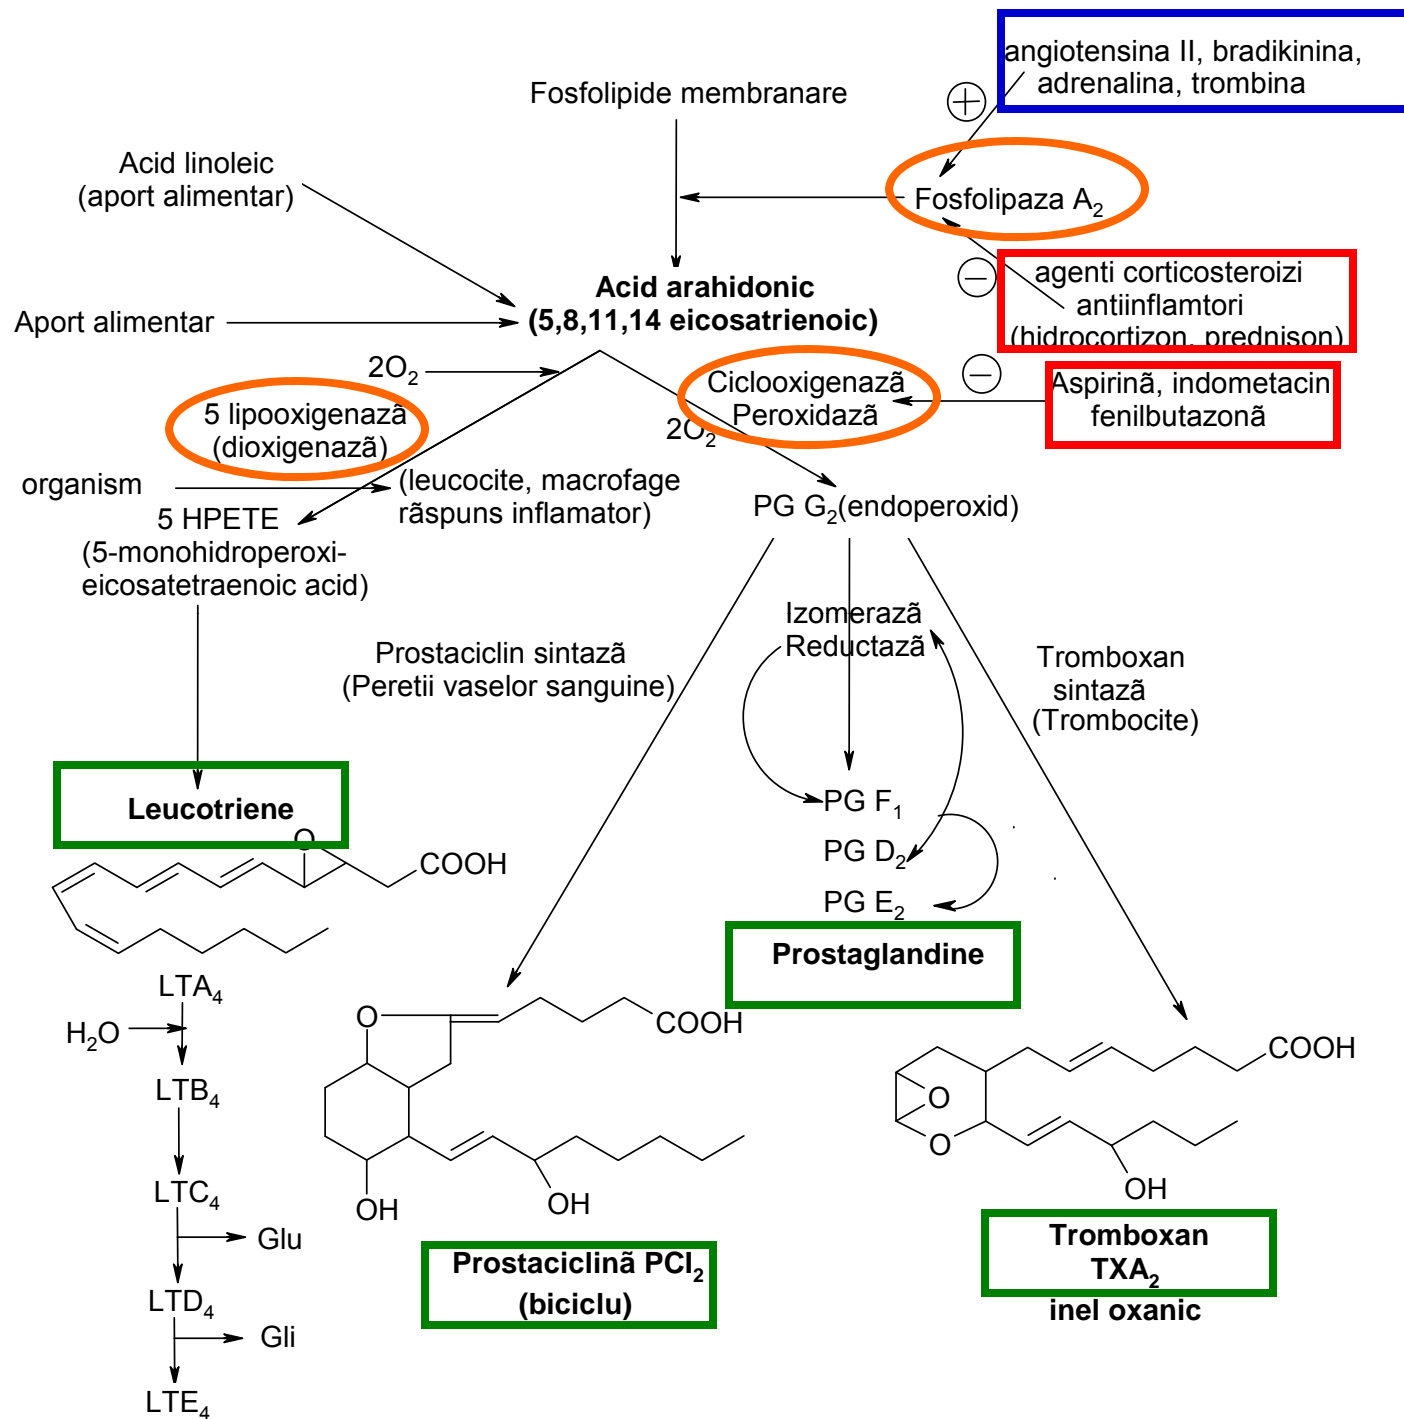 angiotensina II, bradikinina,
adrenalina, trombina
Fosfolipide membranare
+
Acid linoleic
(aport alimentar)
Fosfolipaza A2
−
agenti corticosteroizi
antiinflamtori
(hidrocortizon, prednison)
Acid arahidonic
(5,8,11,14 eicosatrienoic)
Aport alimentar
2O2
Ciclooxigenazã
Peroxidazã
−
Aspirinã, indometacin
fenilbutazonã
5 lipooxigenazã
(dioxigenazã)
2O2
organism
(leucocite, macrofage
rãspuns inflamator)
5 HPETE
(5-monohidroperoxi-
eicosatetraenoic acid)
PG G2(endoperoxid)
Izomerazã
Reductazã
Prostaciclin sintazã
(Peretii vaselor sanguine)
Tromboxan
sintazã
(Trombocite)
Leucotriene
PG F1
PG D2
PG E2
Prostaglandine
O
COOH
LTA4
H2O
LTB4
LTC4
Glu
LTD4
Gli
LTE4
O
COOH
OH
OH
Prostaciclinã PCI2
(biciclu)
COOH
O
O
OH
Tromboxan
TXA2
inel oxanic